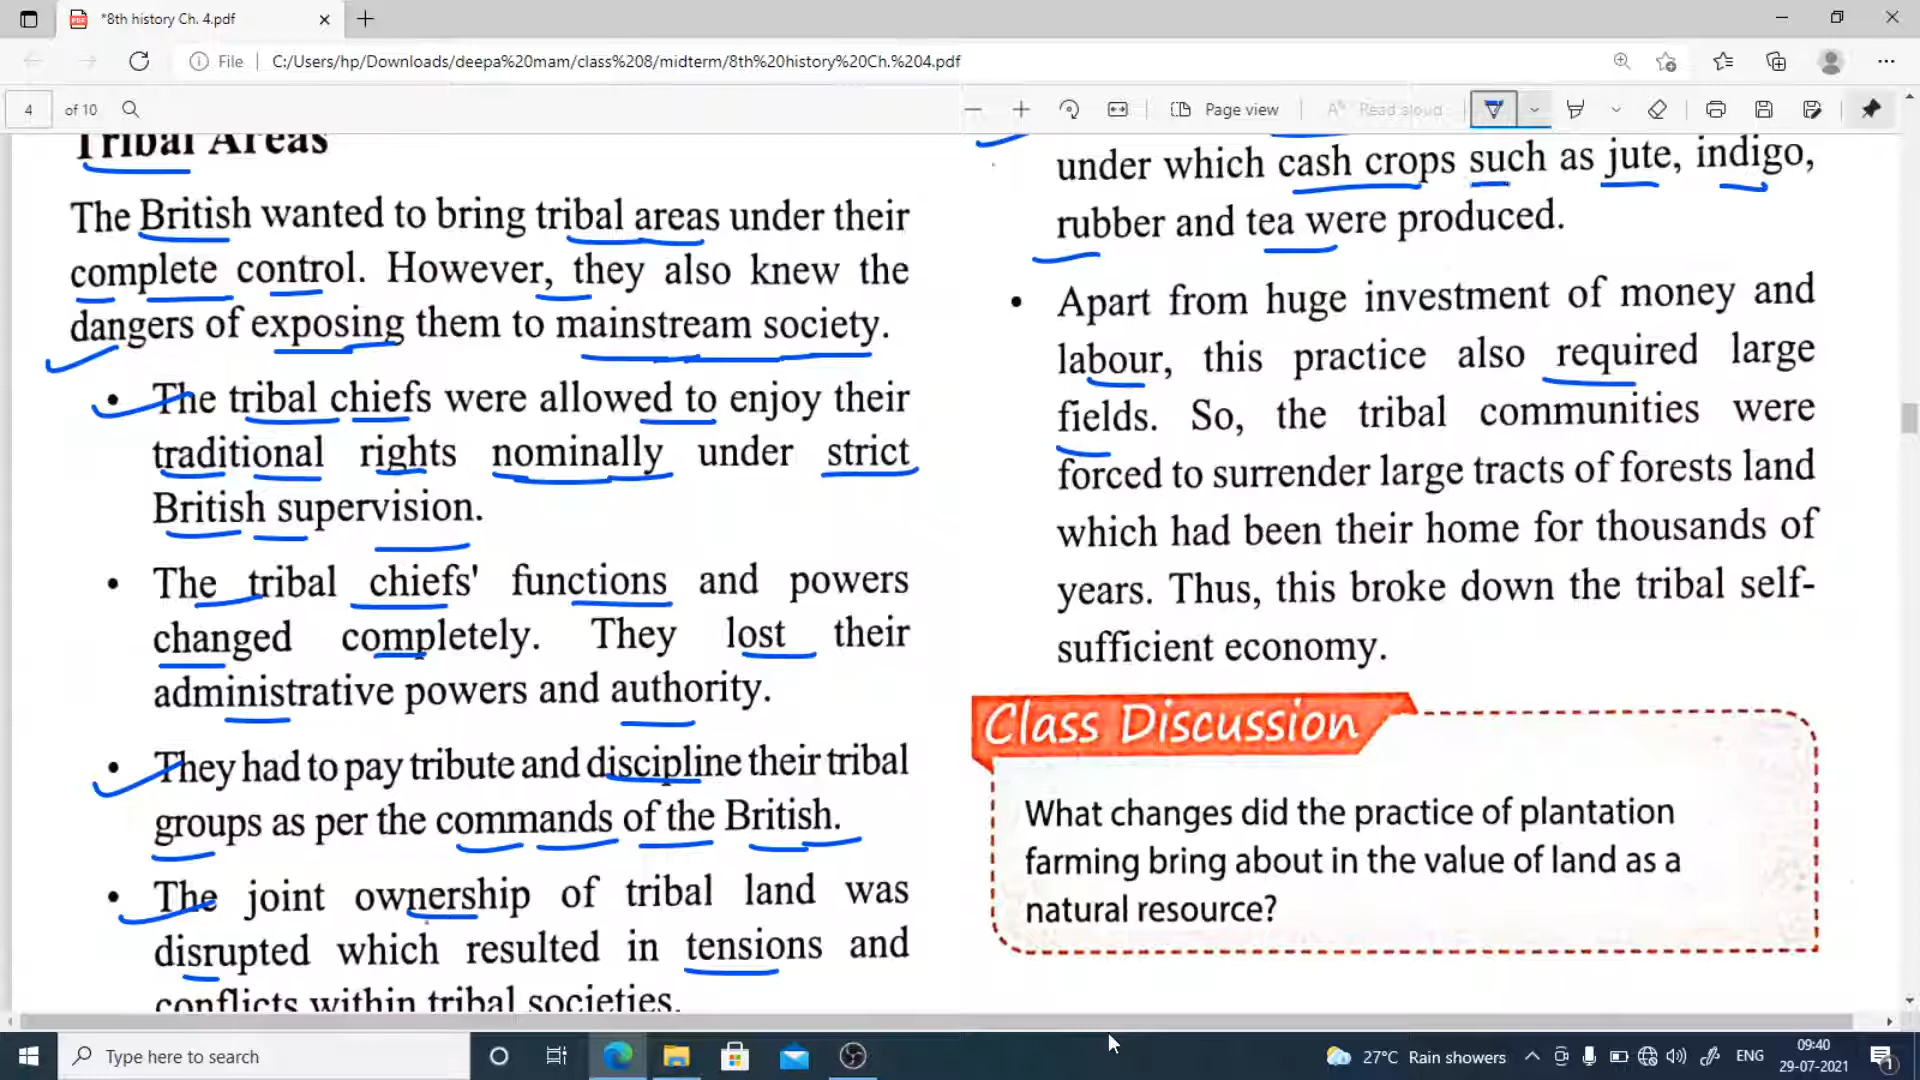 *8th history Ch. 4.pdf
File
C:/Users/hp/Downloads/deepa%20mam/class%208/midterm/8th%20history%20Ch.%204.pdf
4 of 10
Page view
Read aloud
Tribal Areas
The British wanted to bring tribal areas under their
complete control. However, they also knew the
dangers of exposing them to mainstream society.
• The tribal chiefs were allowed to enjoy their
traditional rights nominally under strict
British supervision.
• The tribal chiefs' functions and powers
changed completely. They lost their
administrative powers and authority.
• They had to pay tribute and discipline their tribal
groups as per the commands of the British.
• The joint ownership of tribal land was
disrupted which resulted in tensions and
conflicts within tribal societies.
under which cash crops such as jute, indigo,
rubber and tea were produced.
• Apart from huge investment of money and
labour, this practice also required large
fields. So, the tribal communities were
forced to surrender large tracts of forests land
which had been their home for thousands of
years. Thus, this broke down the tribal self-
sufficient economy.
Class Discussion
What changes did the practice of plantation
farming bring about in the value of land as a
natural resource?
Type here to search
27°C Rain showers
ENG
09:40
29-07-2021
1